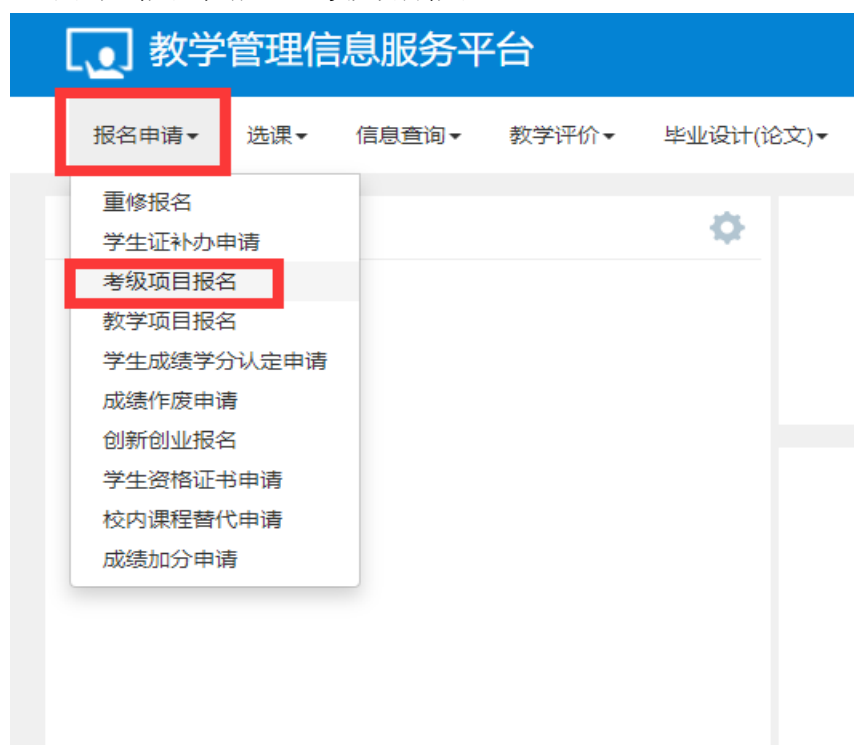 教学管理信息服务平台
报名申请 选课 信息查询 教学评价 毕业设计(论文)
重修报名
学生证补办申请
考级项目报名
教学项目报名
学生成绩学分认定申请
成绩作废申请
创新创业报名
学生资格证书申请
校内课程替代申请
成绩加分申请